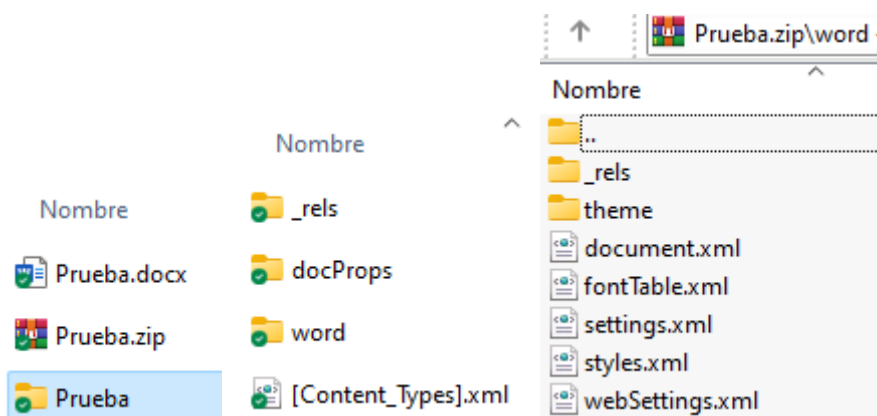 Nombre
Prueba.docx
Prueba.zip
Prueba
Nombre
_rels
docProps
word
[Content_Types].xml
Prueba.zip\word
Nombre
..
_rels
theme
document.xml
fontTable.xml
settings.xml
styles.xml
webSettings.xml